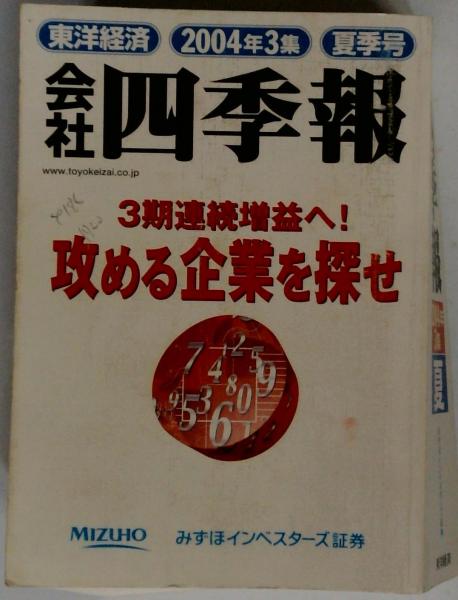 東洋経済 2004年3集 夏季号
会社 四季報
www.toyokeizai.co.jp
3期連続増益へ!
攻める企業を探せ
MIZUHO みずほインベスターズ証券